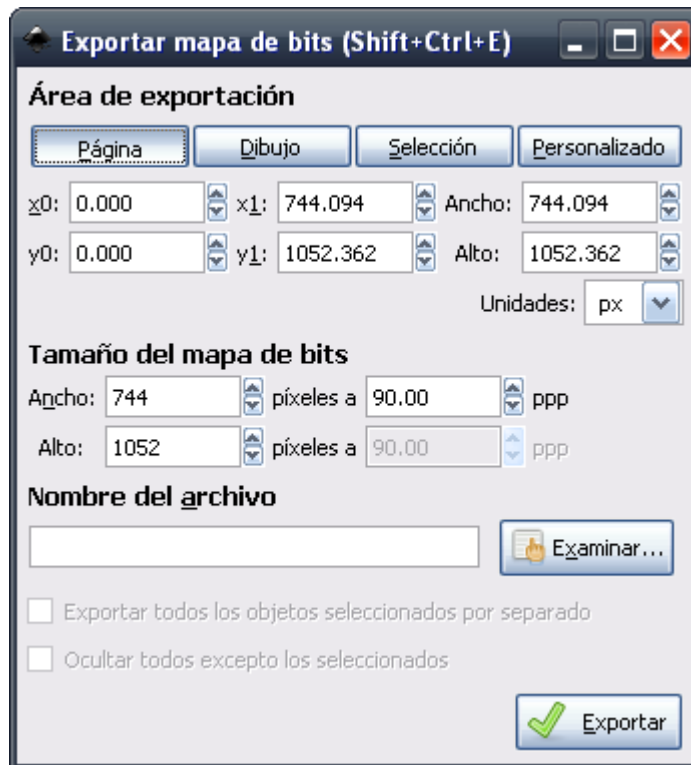 Exportar mapa de bits (Shift+Ctrl+E)
Área de exportación
Página Dibujo Selección Personalizado
x0: 0.000 x1: 744.094 Ancho: 744.094
y0: 0.000 y1: 1052.362 Alto: 1052.362
Unidades: px
Tamaño del mapa de bits
Ancho: 744 píxeles a 90.00 ppp
Alto: 1052 píxeles a 90.00 ppp
Nombre del archivo
Examinar...
Exportar todos los objetos seleccionados por separado
Ocultar todos excepto los seleccionados
Exportar